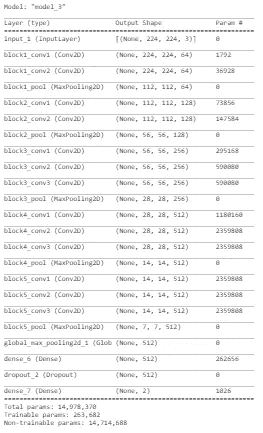 Model: "model_3"
Layer (type) Output Shape Param #
input_1 (InputLayer) [(None, 224, 224, 3)] 0
block1_conv1 (Conv2D) (None, 224, 224, 64) 1792
block1_conv2 (Conv2D) (None, 224, 224, 64) 36928
block1_pool (MaxPooling2D) (None, 112, 112, 64) 0
block2_conv1 (Conv2D) (None, 112, 112, 128) 73856
block2_conv2 (Conv2D) (None, 112, 112, 128) 147584
block2_pool (MaxPooling2D) (None, 56, 56, 128) 0
block3_conv1 (Conv2D) (None, 56, 56, 256) 295168
block3_conv2 (Conv2D) (None, 56, 56, 256) 590080
block3_conv3 (Conv2D) (None, 56, 56, 256) 590080
block3_pool (MaxPooling2D) (None, 28, 28, 256) 0
block4_conv1 (Conv2D) (None, 28, 28, 512) 1180160
block4_conv2 (Conv2D) (None, 28, 28, 512) 2359808
block4_conv3 (Conv2D) (None, 28, 28, 512) 2359808
block4_pool (MaxPooling2D) (None, 14, 14, 512) 0
block5_conv1 (Conv2D) (None, 14, 14, 512) 2359808
block5_conv2 (Conv2D) (None, 14, 14, 512) 2359808
block5_conv3 (Conv2D) (None, 14, 14, 512) 2359808
block5_pool (MaxPooling2D) (None, 7, 7, 512) 0
global_max_pooling2d_1 (Glob (None, 512) 0
dense_6 (Dense) (None, 512) 262656
dropout_2 (Dropout) (None, 512) 0
dense_7 (Dense) (None, 2) 1026
Total params: 14,978,370
Trainable params: 263,682
Non-trainable params: 14,714,688